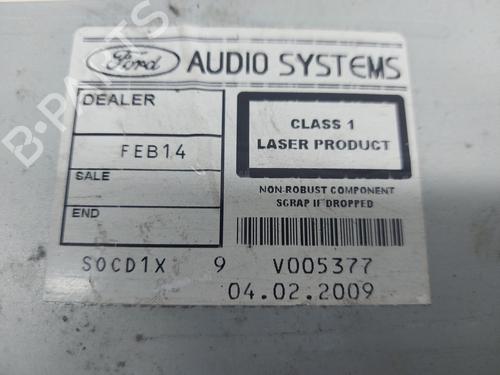 Ford AUDIO SYSTEMS
DEALER
FEB14
SALE
END
CLASS 1
LASER PRODUCT
NON-ROBUST COMPONENT
SCRAP IF DROPPED
SOCD1X 9 V005377
04.02.2009
B-PARTS